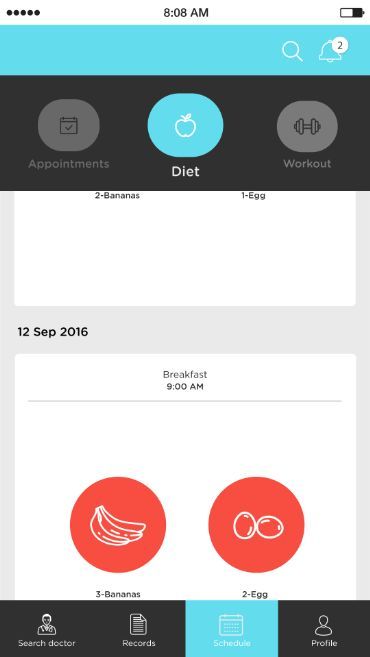 8:08 AM
2
Appointments
Diet
Workout
2-Bananas
1-Egg
12 Sep 2016
Breakfast
9:00 AM
3-Bananas
2-Egg
Search doctor
Records
Schedule
Profile